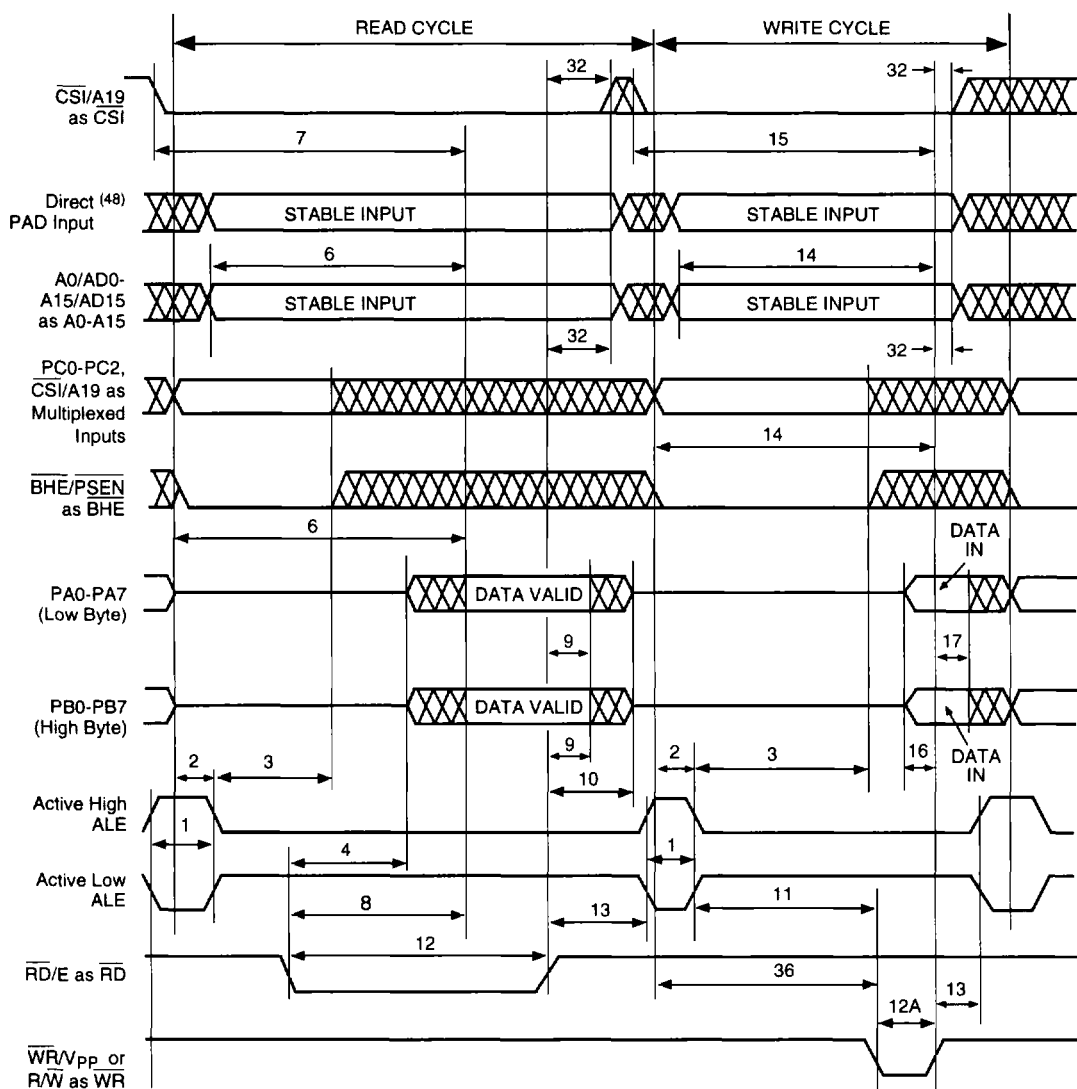 READ CYCLE
WRITE CYCLE
32
32
CSI/A19
as CSI
7
15
Direct (48)
PAD Input
STABLE INPUT
STABLE INPUT
6
14
A0/AD0-
A15/AD15
as A0-A15
STABLE INPUT
STABLE INPUT
32
32
PC0-PC2,
CSI/A19 as
Multiplexed
Inputs
14
BHE/PSEN
as BHE
6
DATA
IN
PA0-PA7
(Low Byte)
DATA VALID
9
17
PB0-PB7
(High Byte)
DATA VALID
9
DATA
IN
2
3
10
2
3
16
Active High
ALE
1
1
4
Active Low
ALE
8
13
11
12
36
RD/E as RD
12A
13
WR/VPP or
R/W as WR